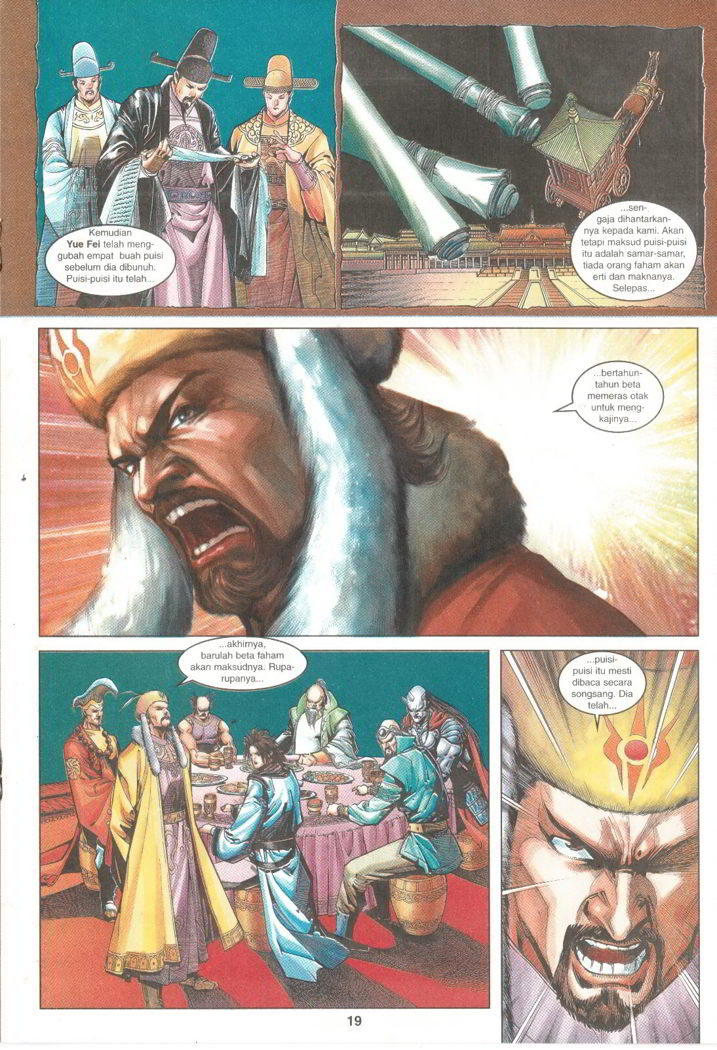 Kemudian
Yue Fei telah meng-
gubah empat buah puisi
sebelum dia dibunuh.
Puisi-puisi itu telah...
...sen-
gaja dihantarkan-
nya kepada kami. Akan
tetapi maksud puisi-puisi
itu adalah samar-samar,
tiada orang faham akan
erti dan maknanya.
Selepas...
...bertahun-
tahun beta
memeras otak
untuk meng-
kajinya...
...akhirnya,
barulah beta faham
akan maksudnya. Rupa-
rupanya...
...puisi-
puisi itu mesti
dibaca secara
songsang. Dia
telah...
19